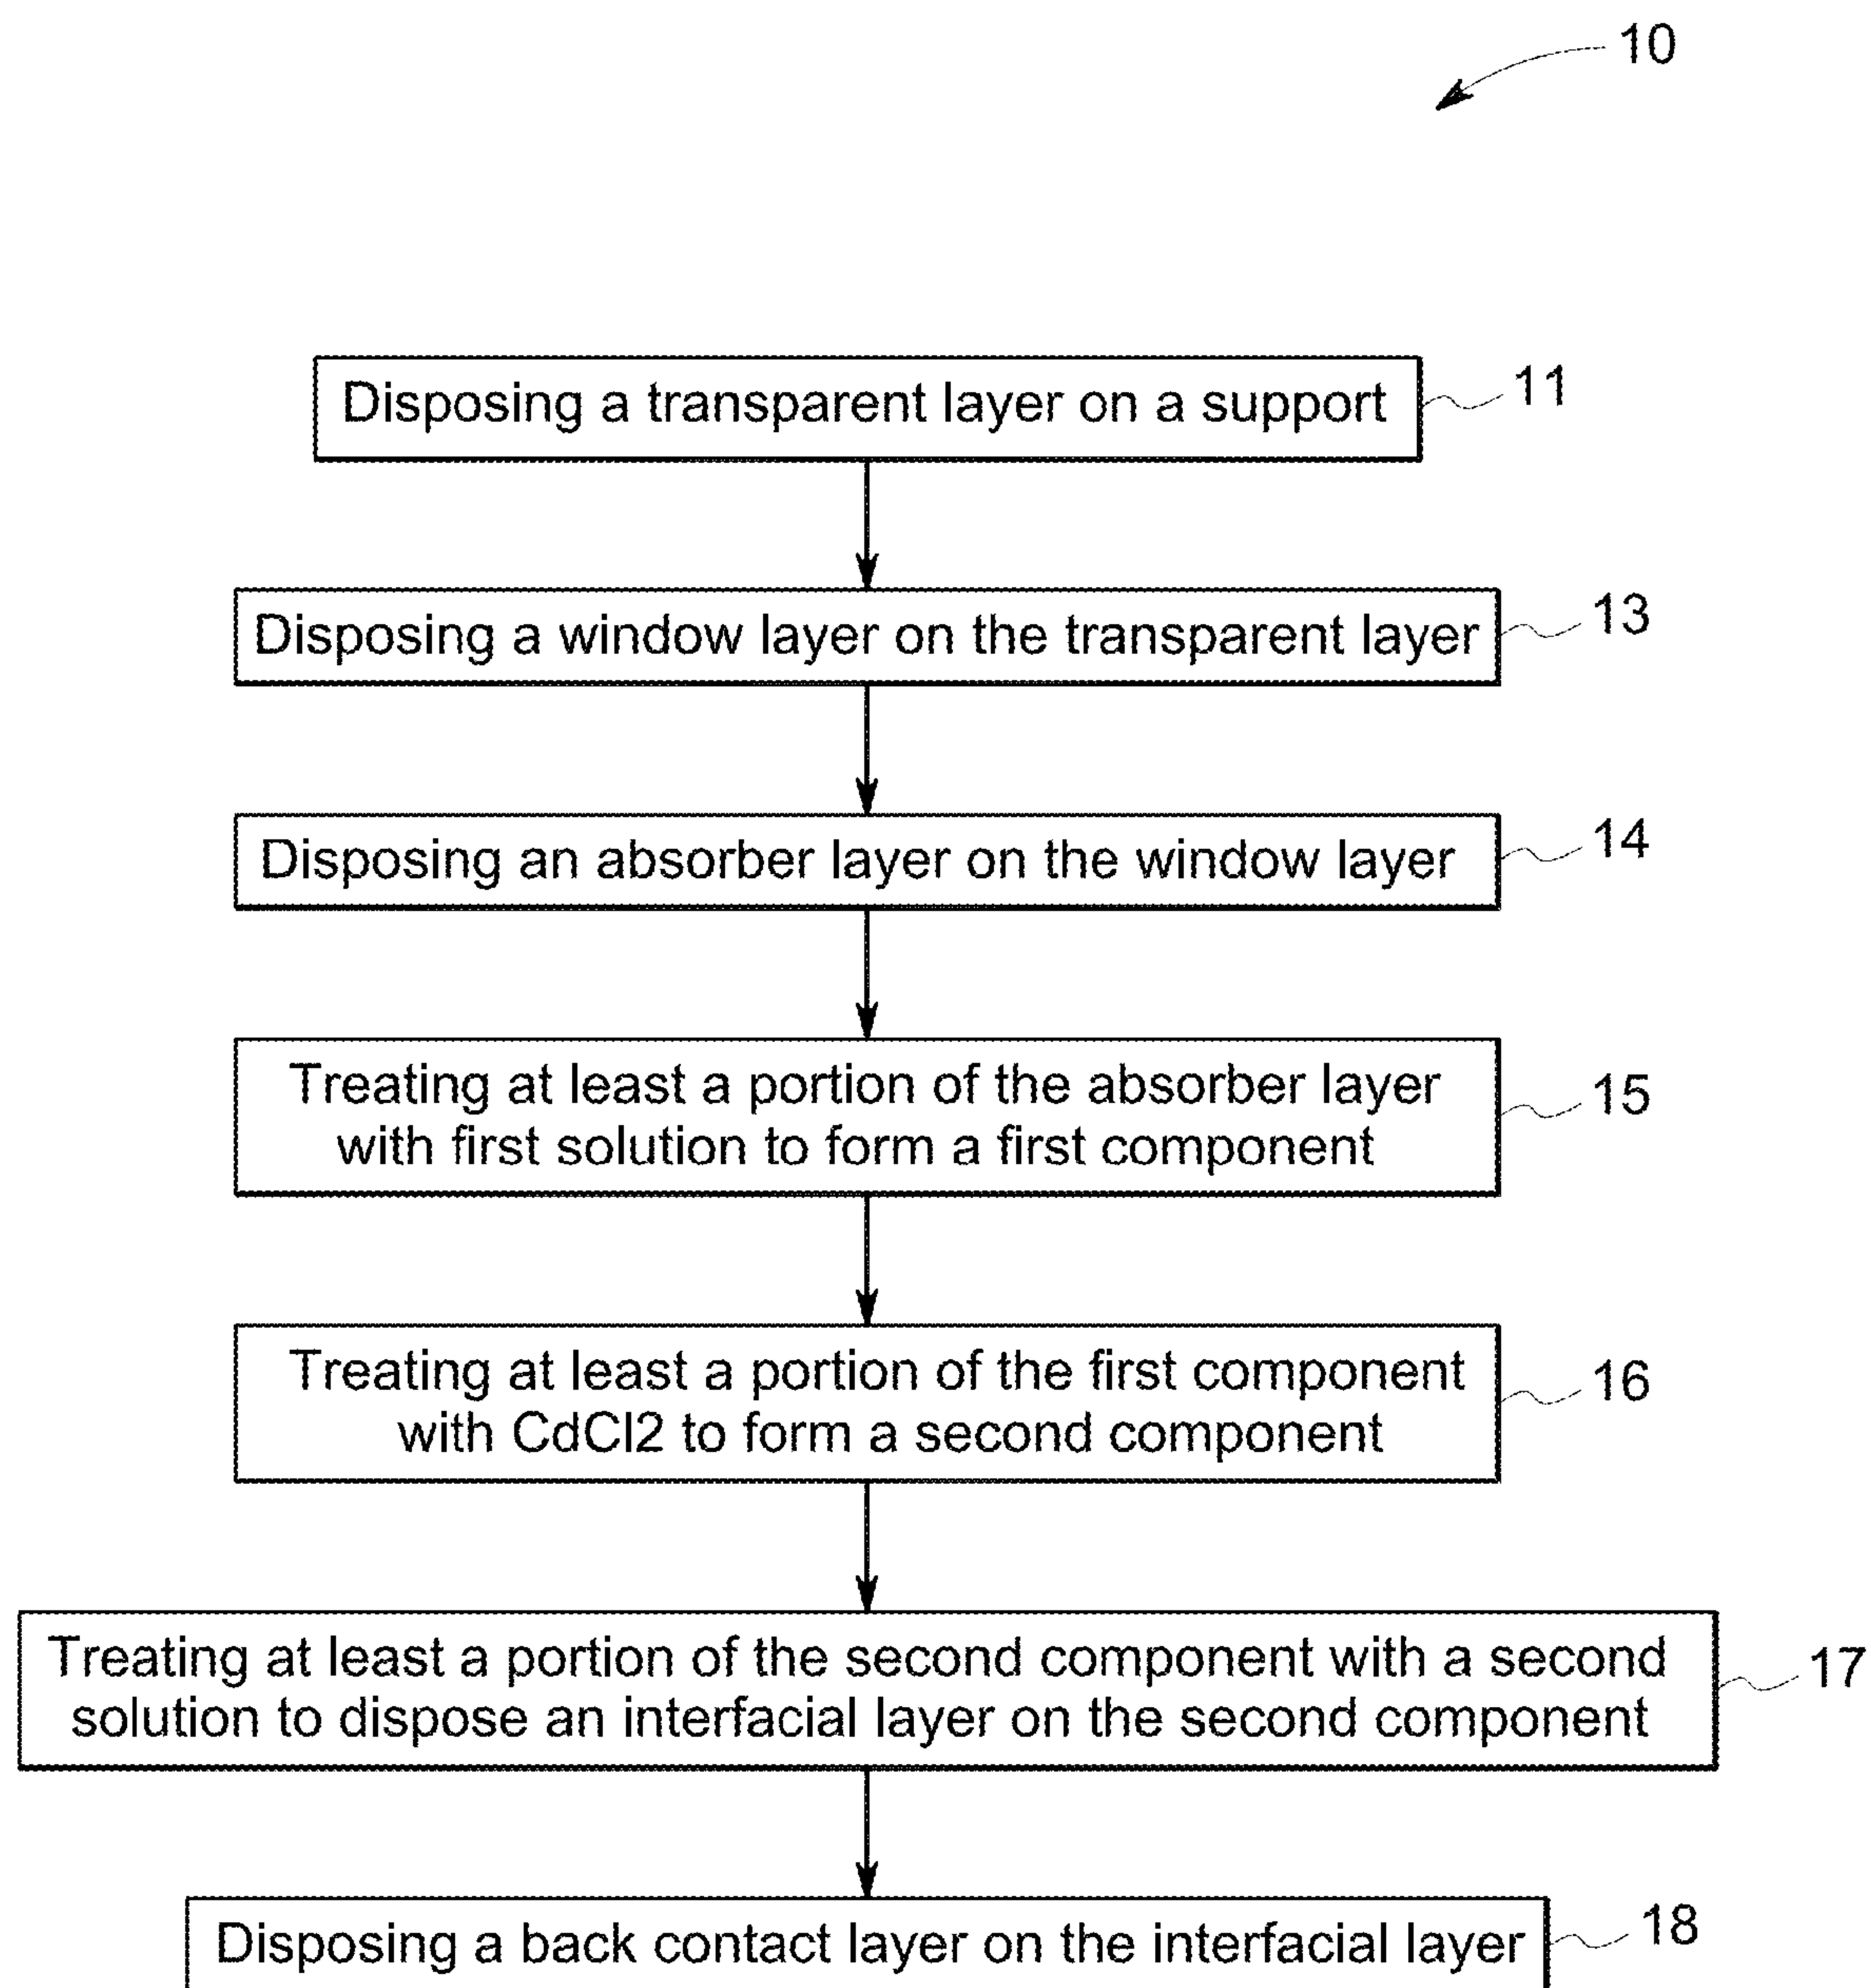 10
Disposing a transparent layer on a support
11
Disposing a window layer on the transparent layer
13
Disposing an absorber layer on the window layer
14
Treating at least a portion of the absorber layer
with first solution to form a first component
15
Treating at least a portion of the first component
with CdCl2 to form a second component
16
Treating at least a portion of the second component with a second
solution to dispose an interfacial layer on the second component
17
Disposing a back contact layer on the interfacial layer
18